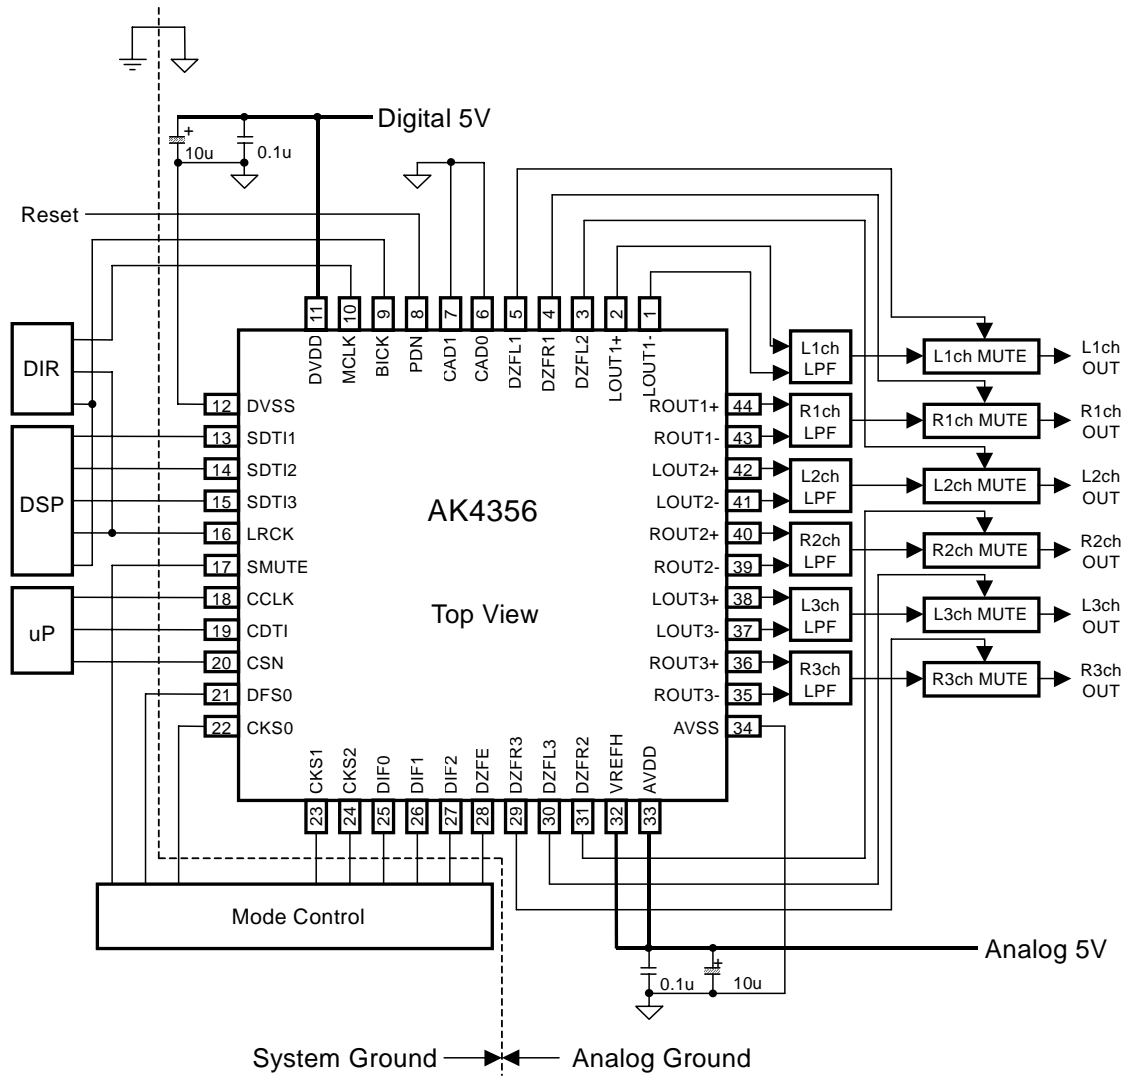 Digital 5V
+
10u
0.1u
Reset
11
10
9
8
7
6
5
4
3
2
1
DVDD
MCLK
BICK
PDN
CAD1
CAD0
DZFL1
DZFR1
DZFL2
LOUT1+
LOUT1-
DIR
DSP
uP
12 DVSS
13 SDTI1
14 SDTI2
15 SDTI3
16 LRCK
17 SMUTE
18 CCLK
19 CDTI
20 CSN
21 DFS0
22 CKS0
AK4356
Top View
ROUT1+ 44
ROUT1- 43
LOUT2+ 42
LOUT2- 41
ROUT2+ 40
ROUT2- 39
LOUT3+ 38
LOUT3- 37
ROUT3+ 36
ROUT3- 35
AVSS 34
L1ch
LPF
R1ch
LPF
L2ch
LPF
R2ch
LPF
L3ch
LPF
R3ch
LPF
L1ch MUTE
R1ch MUTE
L2ch MUTE
R2ch MUTE
L3ch MUTE
R3ch MUTE
L1ch
OUT
R1ch
OUT
L2ch
OUT
R2ch
OUT
L3ch
OUT
R3ch
OUT
CKS1
CKS2
DIF0
DIF1
DIF2
DZFE
DZFR3
DZFL3
DZFR2
VREFH
AVDD
23
24
25
26
27
28
29
30
31
32
33
Mode Control
Analog 5V
0.1u
+
10u
System Ground
Analog Ground